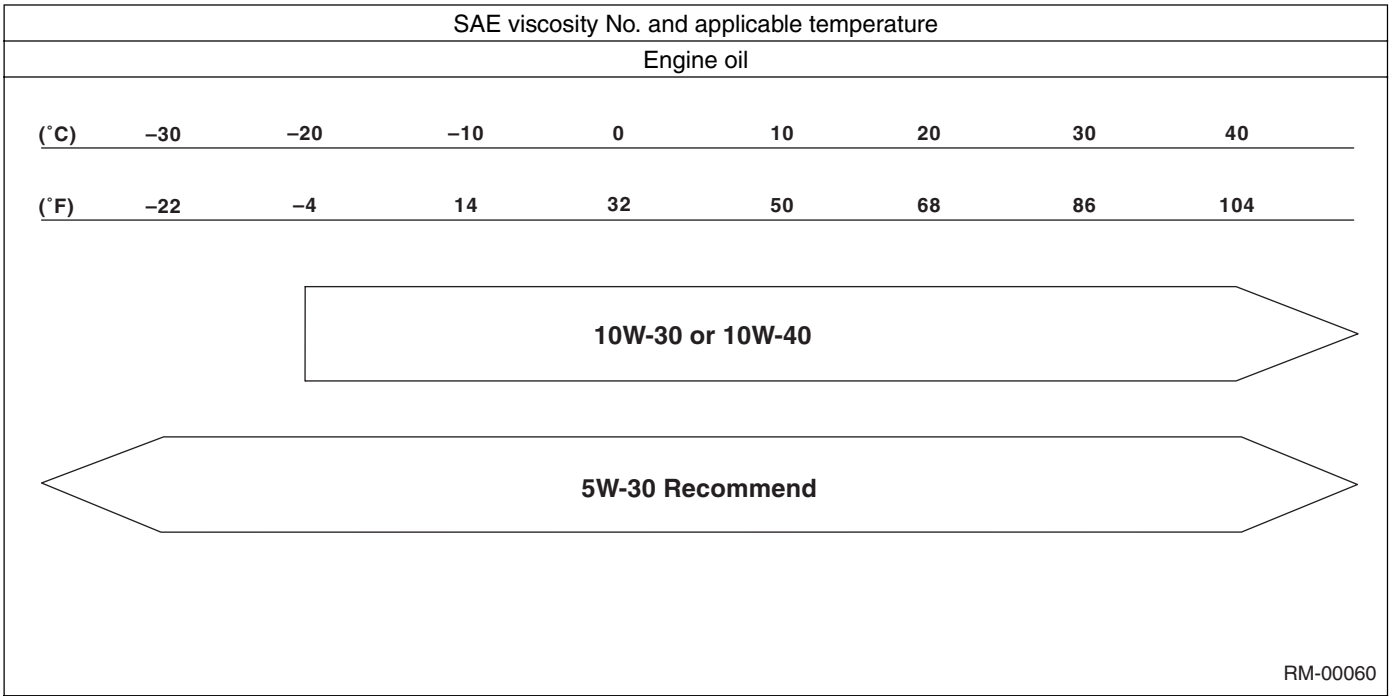 SAE viscosity No. and applicable temperature
Engine oil
(˚C) –30 –20 –10 0 10 20 30 40
(˚F) –22 –4 14 32 50 68 86 104
10W-30 or 10W-40
5W-30 Recommend
RM-00060